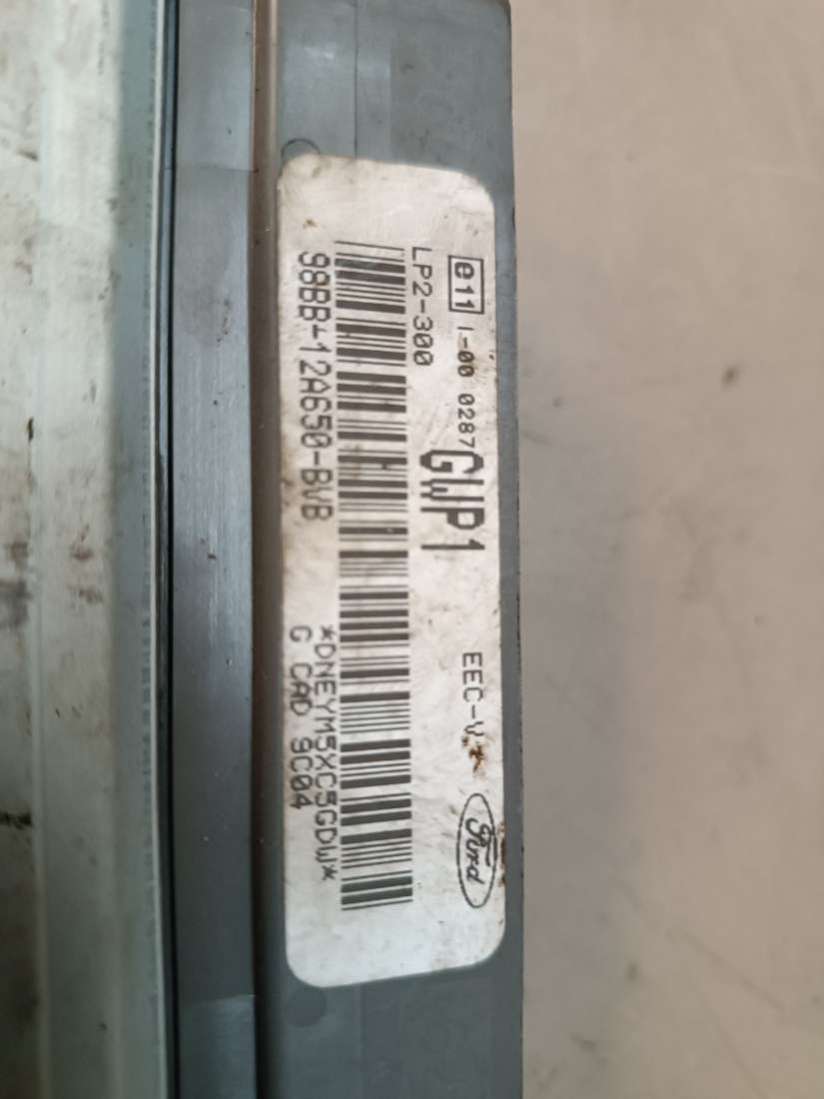 e11 1-00 0287 EEC-V Ford
LP2-300 GWP1
98BB-12A650-BVB *DNEYM5XC5GDW*
G CAD 9C04